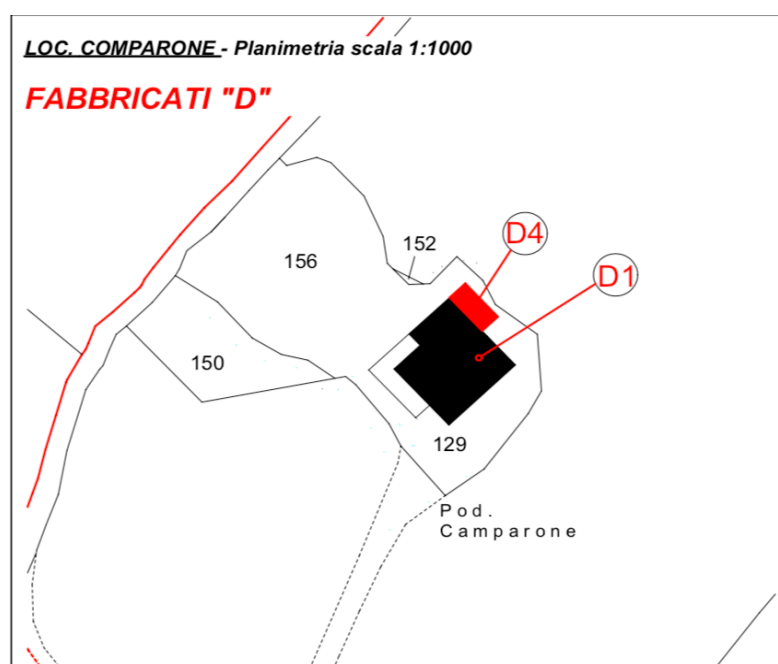 LOC. COMPARONE - Planimetria scala 1:1000
FABBRICATI "D"
D4
152
156
D1
150
129
Pod.
Camparone